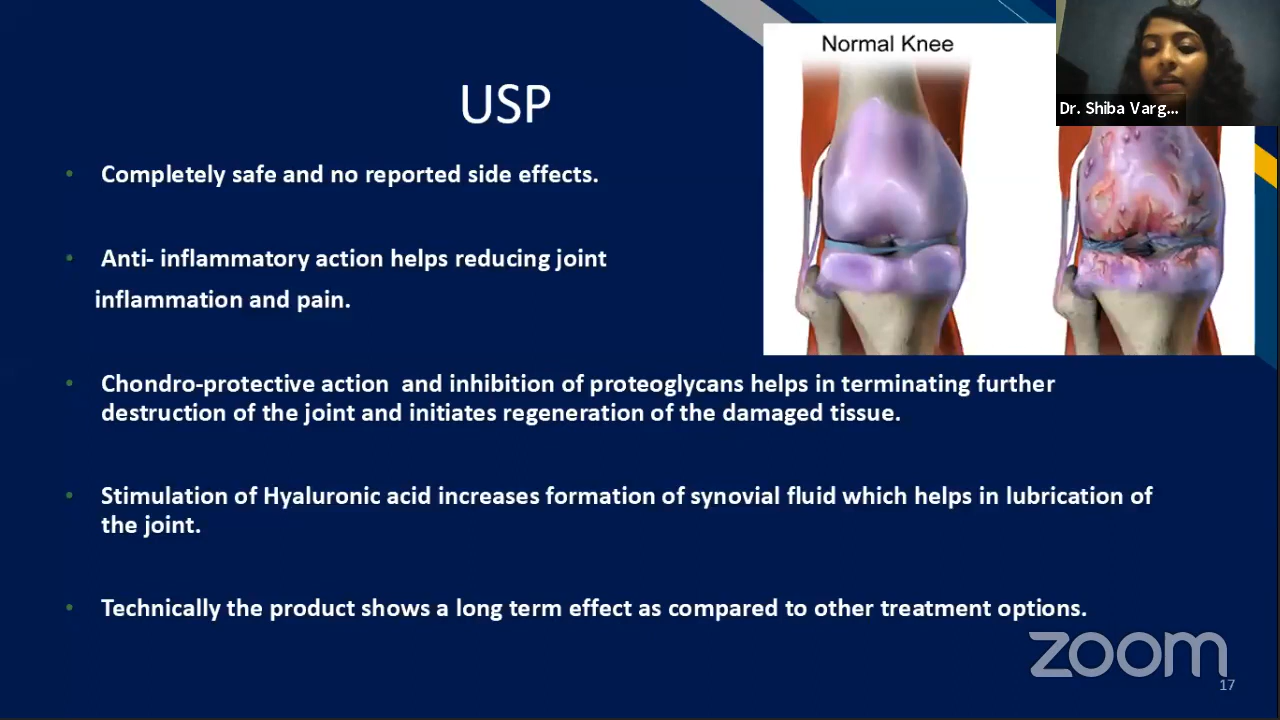 Normal Knee
Dr. Shiba Varg...
USP
• Completely safe and no reported side effects.
• Anti- inflammatory action helps reducing joint
inflammation and pain.
• Chondro-protective action and inhibition of proteoglycans helps in terminating further
destruction of the joint and initiates regeneration of the damaged tissue.
• Stimulation of Hyaluronic acid increases formation of synovial fluid which helps in lubrication of
the joint.
• Technically the product shows a long term effect as compared to other treatment options.
zoom
17